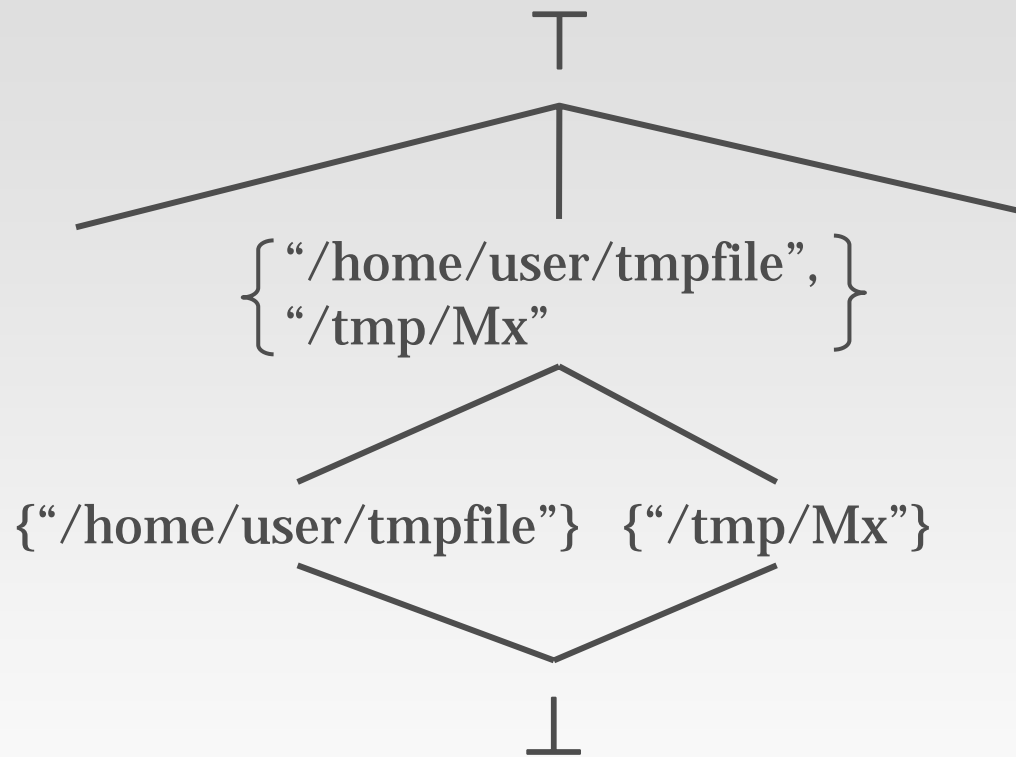 ⊤
{ “/home/user/tmpfile”,
“/tmp/Mx” }
{“/home/user/tmpfile”} {“/tmp/Mx”}
⊥